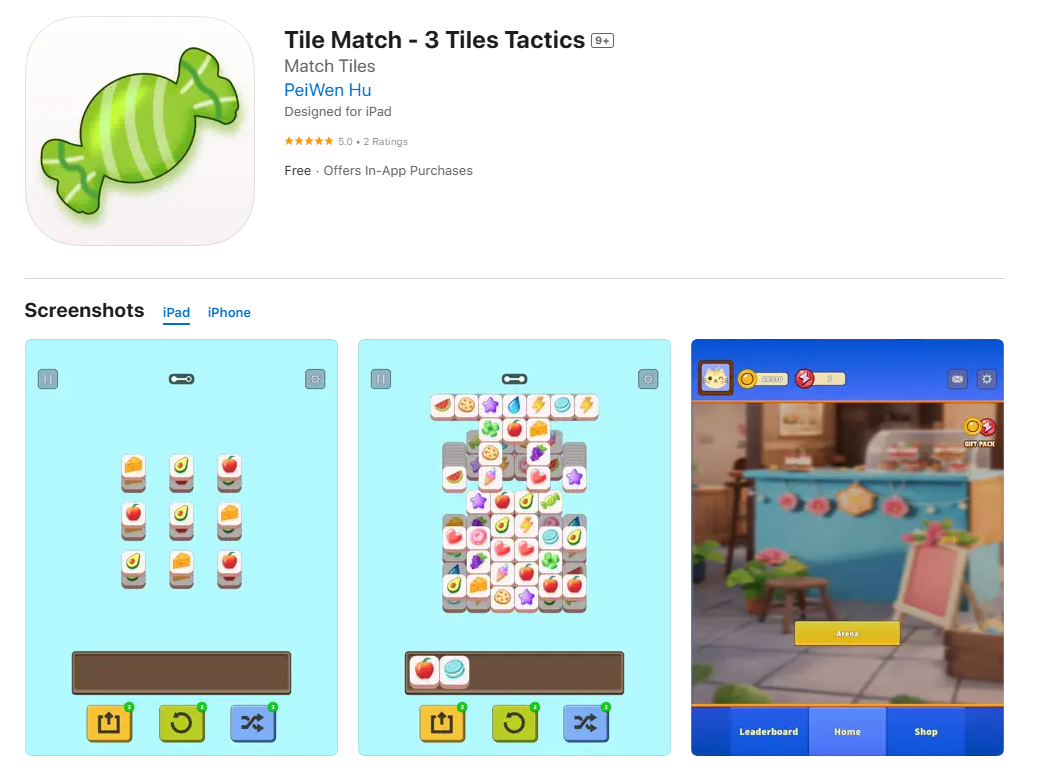 Tile Match - 3 Tiles Tactics 9+
Match Tiles
PeiWen Hu
Designed for iPad
5.0 • 2 Ratings
Free · Offers In-App Purchases
Screenshots iPad iPhone
5
GIFT PACK
Arena
2 2 2
2 2 2
Leaderboard Home Shop